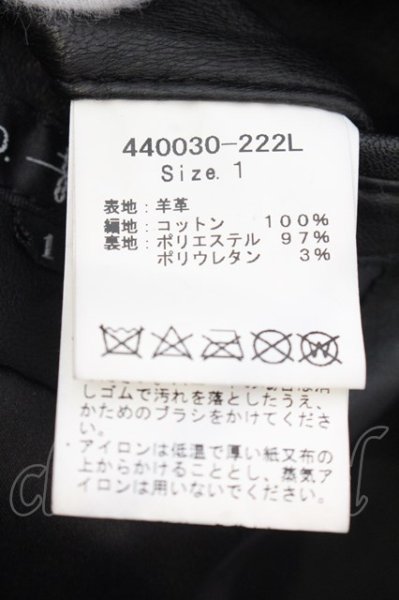 440030-222L
Size. 1
表地:羊革
編地:コットン 100%
裏地:ポリエステル 97%
ポリウレタン 3%
しゴムで汚れを落としたうえ、
かためのブラシをかけてくださ
い。
・アイロンは低温で厚い紙又布の
上からかけることとし、蒸気ア
イロンは用いないでください。
1